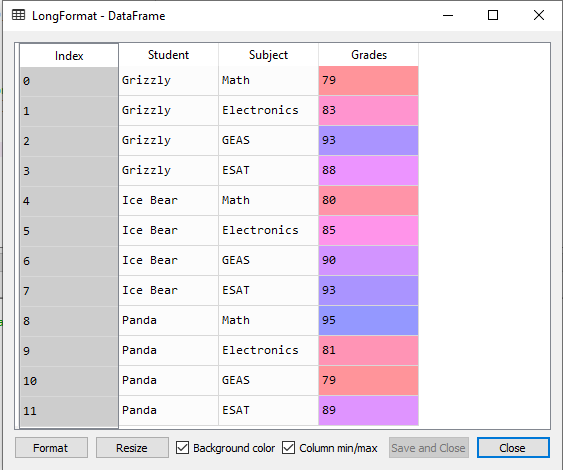 LongFormat - DataFrame
Index Student Subject Grades
0 Grizzly Math 79
1 Grizzly Electronics 83
2 Grizzly GEAS 93
3 Grizzly ESAT 88
4 Ice Bear Math 80
5 Ice Bear Electronics 85
6 Ice Bear GEAS 90
7 Ice Bear ESAT 93
8 Panda Math 95
9 Panda Electronics 81
10 Panda GEAS 79
11 Panda ESAT 89
Format Resize Background color Column min/max Save and Close Close